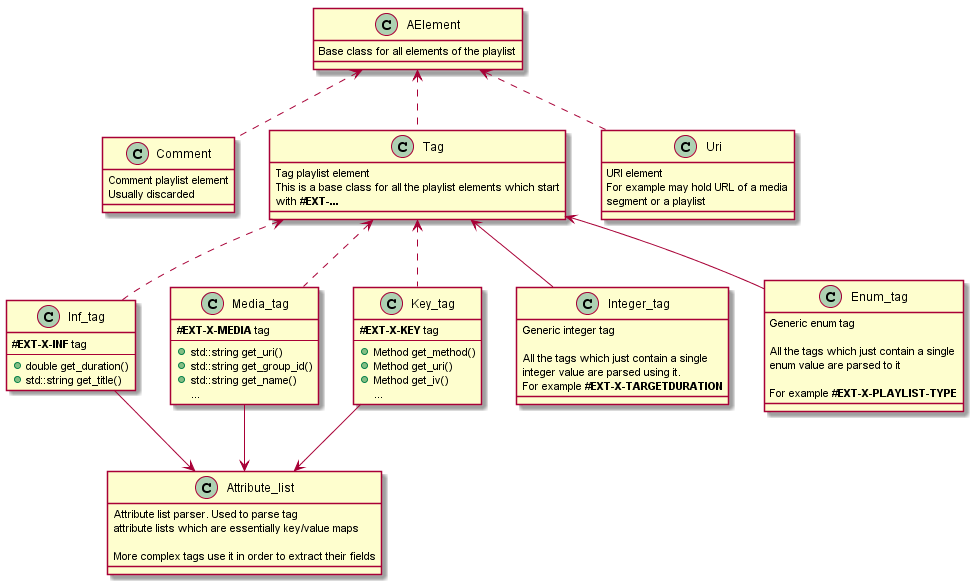 C AElement
Base class for all elements of the playlist
C Comment
Comment playlist element
Usually discarded
C Tag
Tag playlist element
This is a base class for all the playlist elements which start
with #EXT-...
C Uri
URI element
For example may hold URL of a media
segment or a playlist
C Inf_tag
#EXT-X-INF tag
double get_duration()
std::string get_title()
C Media_tag
#EXT-X-MEDIA tag
std::string get_uri()
std::string get_group_id()
std::string get_name()
...
C Key_tag
#EXT-X-KEY tag
Method get_method()
Method get_uri()
Method get_iv()
...
C Integer_tag
Generic integer tag
All the tags which just contain a single
integer value are parsed using it.
For example #EXT-X-TARGETDURATION
C Enum_tag
Generic enum tag
All the tags which just contain a single
enum value are parsed to it
For example #EXT-X-PLAYLIST-TYPE
C Attribute_list
Attribute list parser. Used to parse tag
attribute lists which are essentially key/value maps
More complex tags use it in order to extract their fields